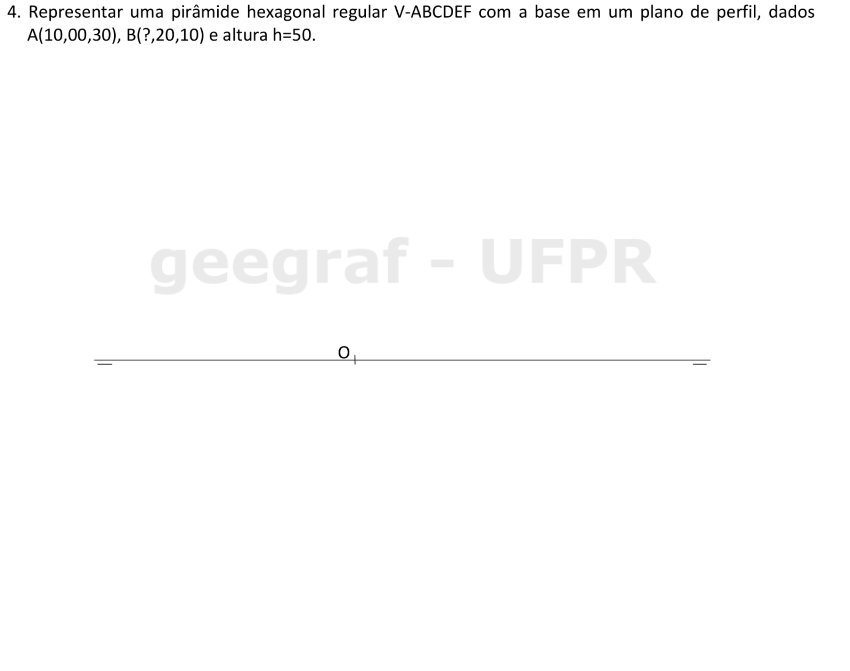 4. Representar uma pirâmide hexagonal regular V-ABCDEF com a base em um plano de perfil, dados
A(10,00,30), B(?,20,10) e altura h=50.
geegraf - UFPR
O